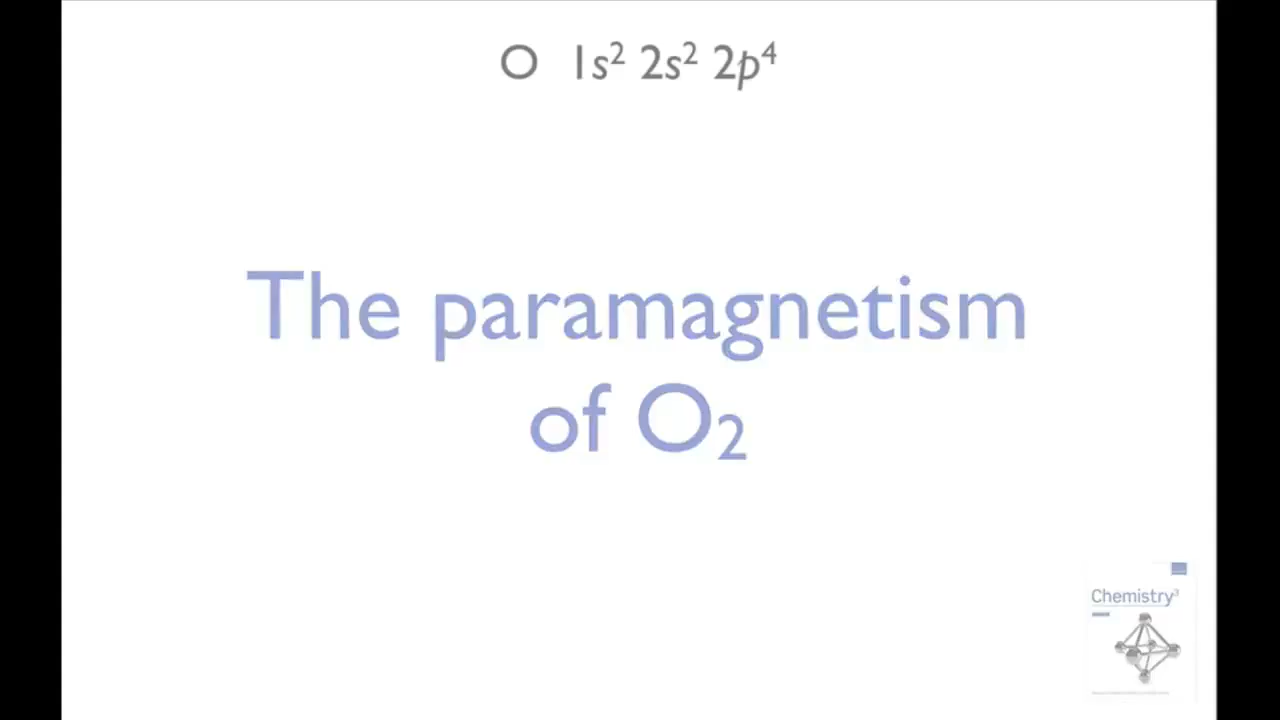 O 1s² 2s² 2p⁴
The paramagnetism
of O₂
Chemistry³